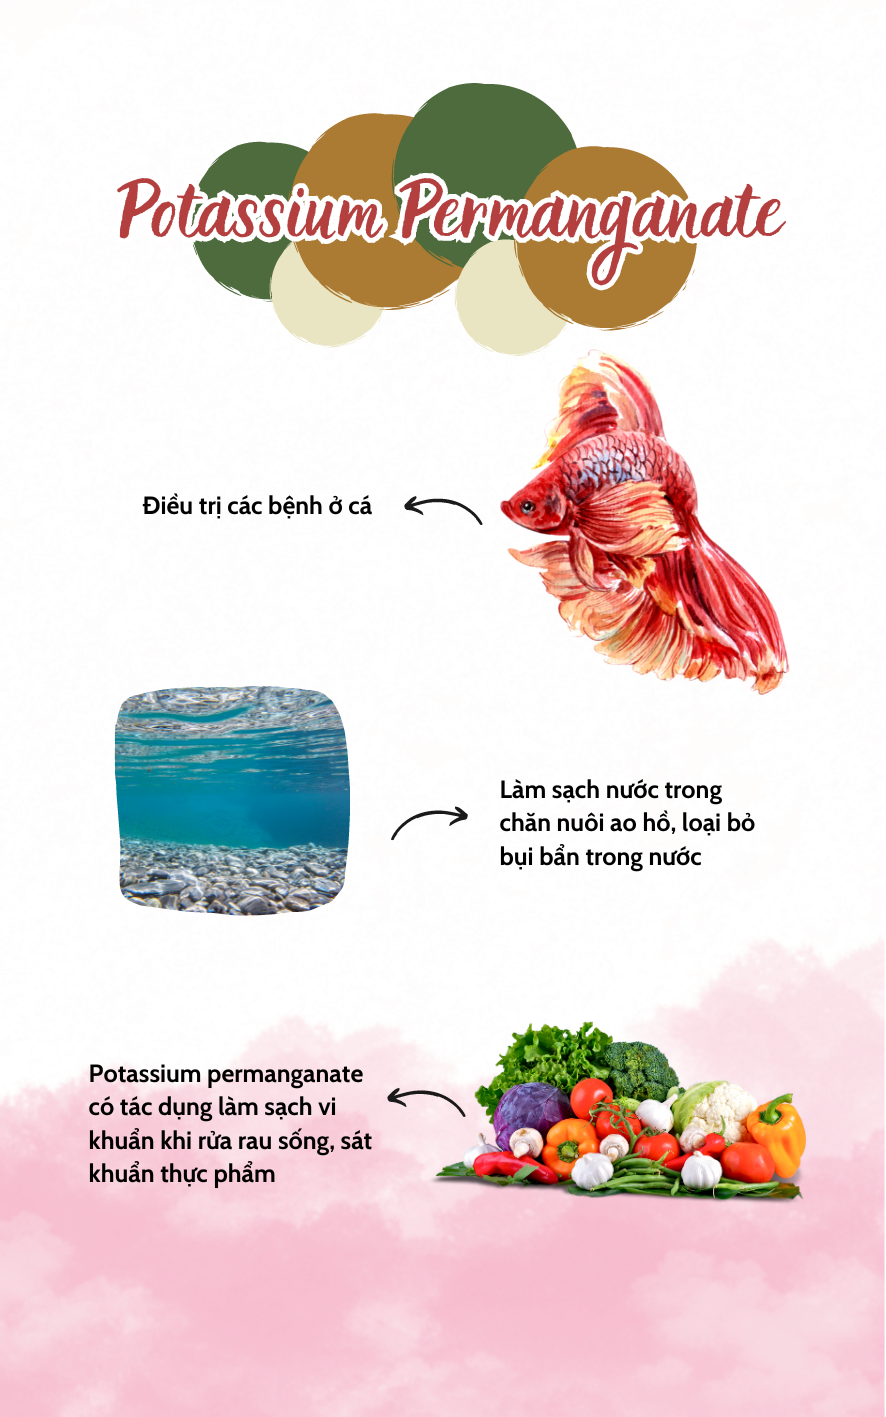 Potassium Permanganate
Điều trị các bệnh ở cá
Làm sạch nước trong
chăn nuôi ao hồ, loại bỏ
bụi bẩn trong nước
Potassium permanganate
có tác dụng làm sạch vi
khuẩn khi rửa rau sống, sát
khuẩn thực phẩm